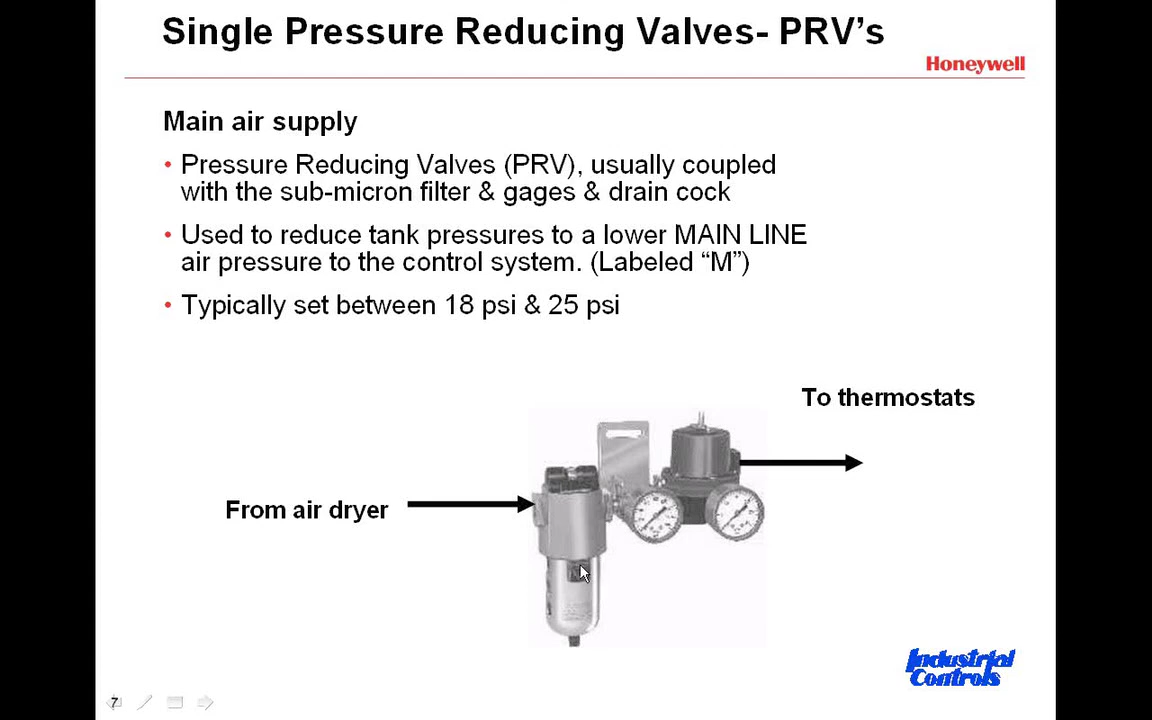 Single Pressure Reducing Valves- PRV's
Honeywell
Main air supply
• Pressure Reducing Valves (PRV), usually coupled
with the sub-micron filter & gages & drain cock
• Used to reduce tank pressures to a lower MAIN LINE
air pressure to the control system. (Labeled “M”)
• Typically set between 18 psi & 25 psi
To thermostats
From air dryer
Industrial
Controls
7